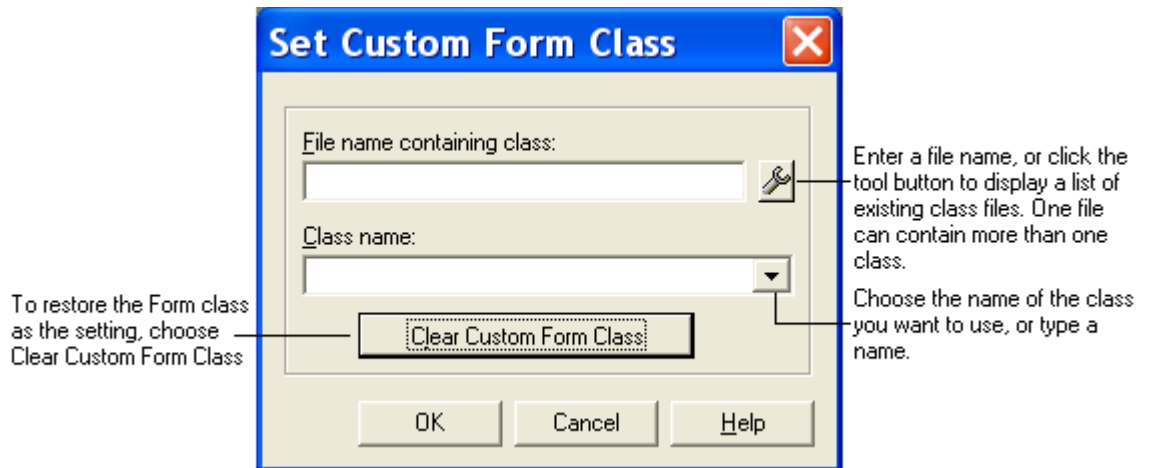 Set Custom Form Class
File name containing class:
Enter a file name, or click the
tool button to display a list of
existing class files. One file
can contain more than one
class.
Class name:
Choose the name of the class
you want to use, or type a
name.
To restore the Form class
as the setting, choose
Clear Custom Form Class
Clear Custom Form Class
OK
Cancel
Help